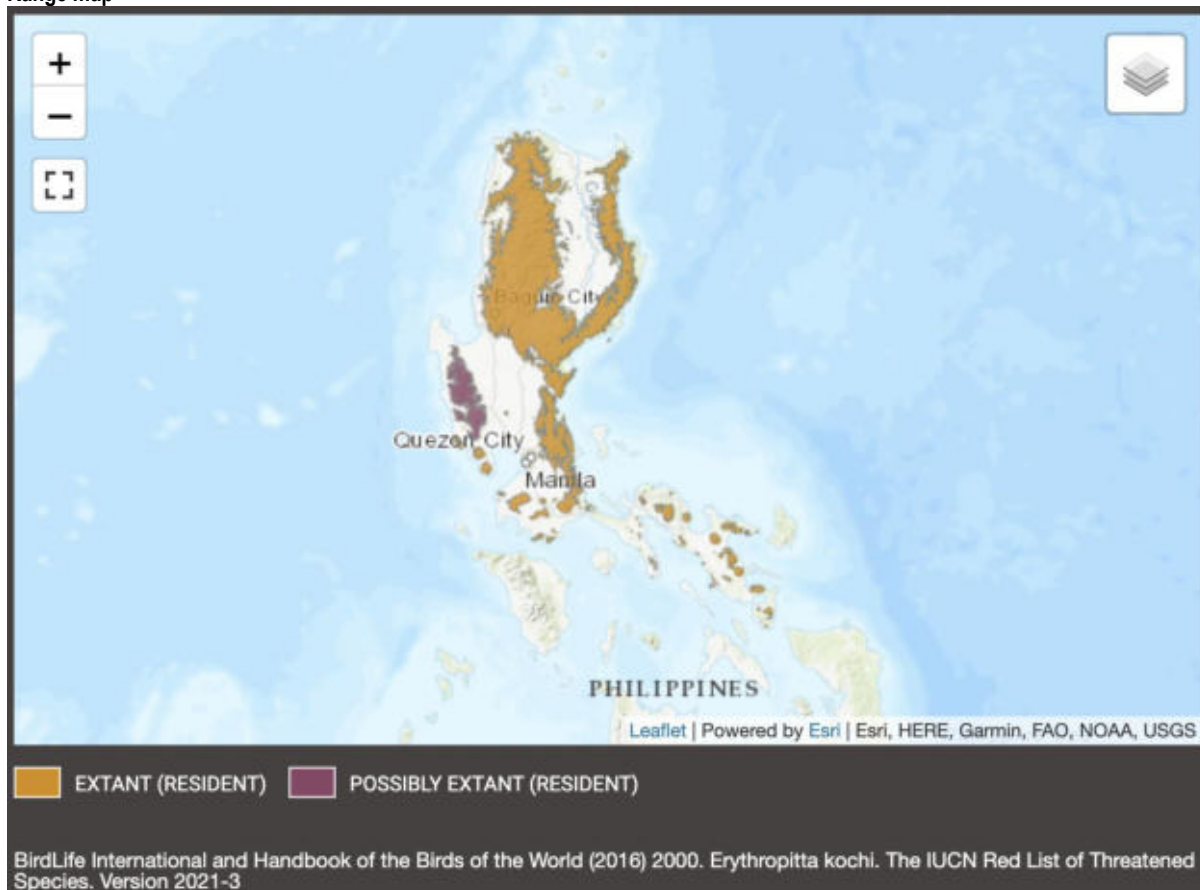 Range Map
+
−
Baguio City
Quezon City
Manila
PHILIPPINES
Leaflet | Powered by Esri | Esri, HERE, Garmin, FAO, NOAA, USGS
EXTANT (RESIDENT) POSSIBLY EXTANT (RESIDENT)
BirdLife International and Handbook of the Birds of the World (2016) 2000. Erythropitta kochi. The IUCN Red List of Threatened
Species. Version 2021-3